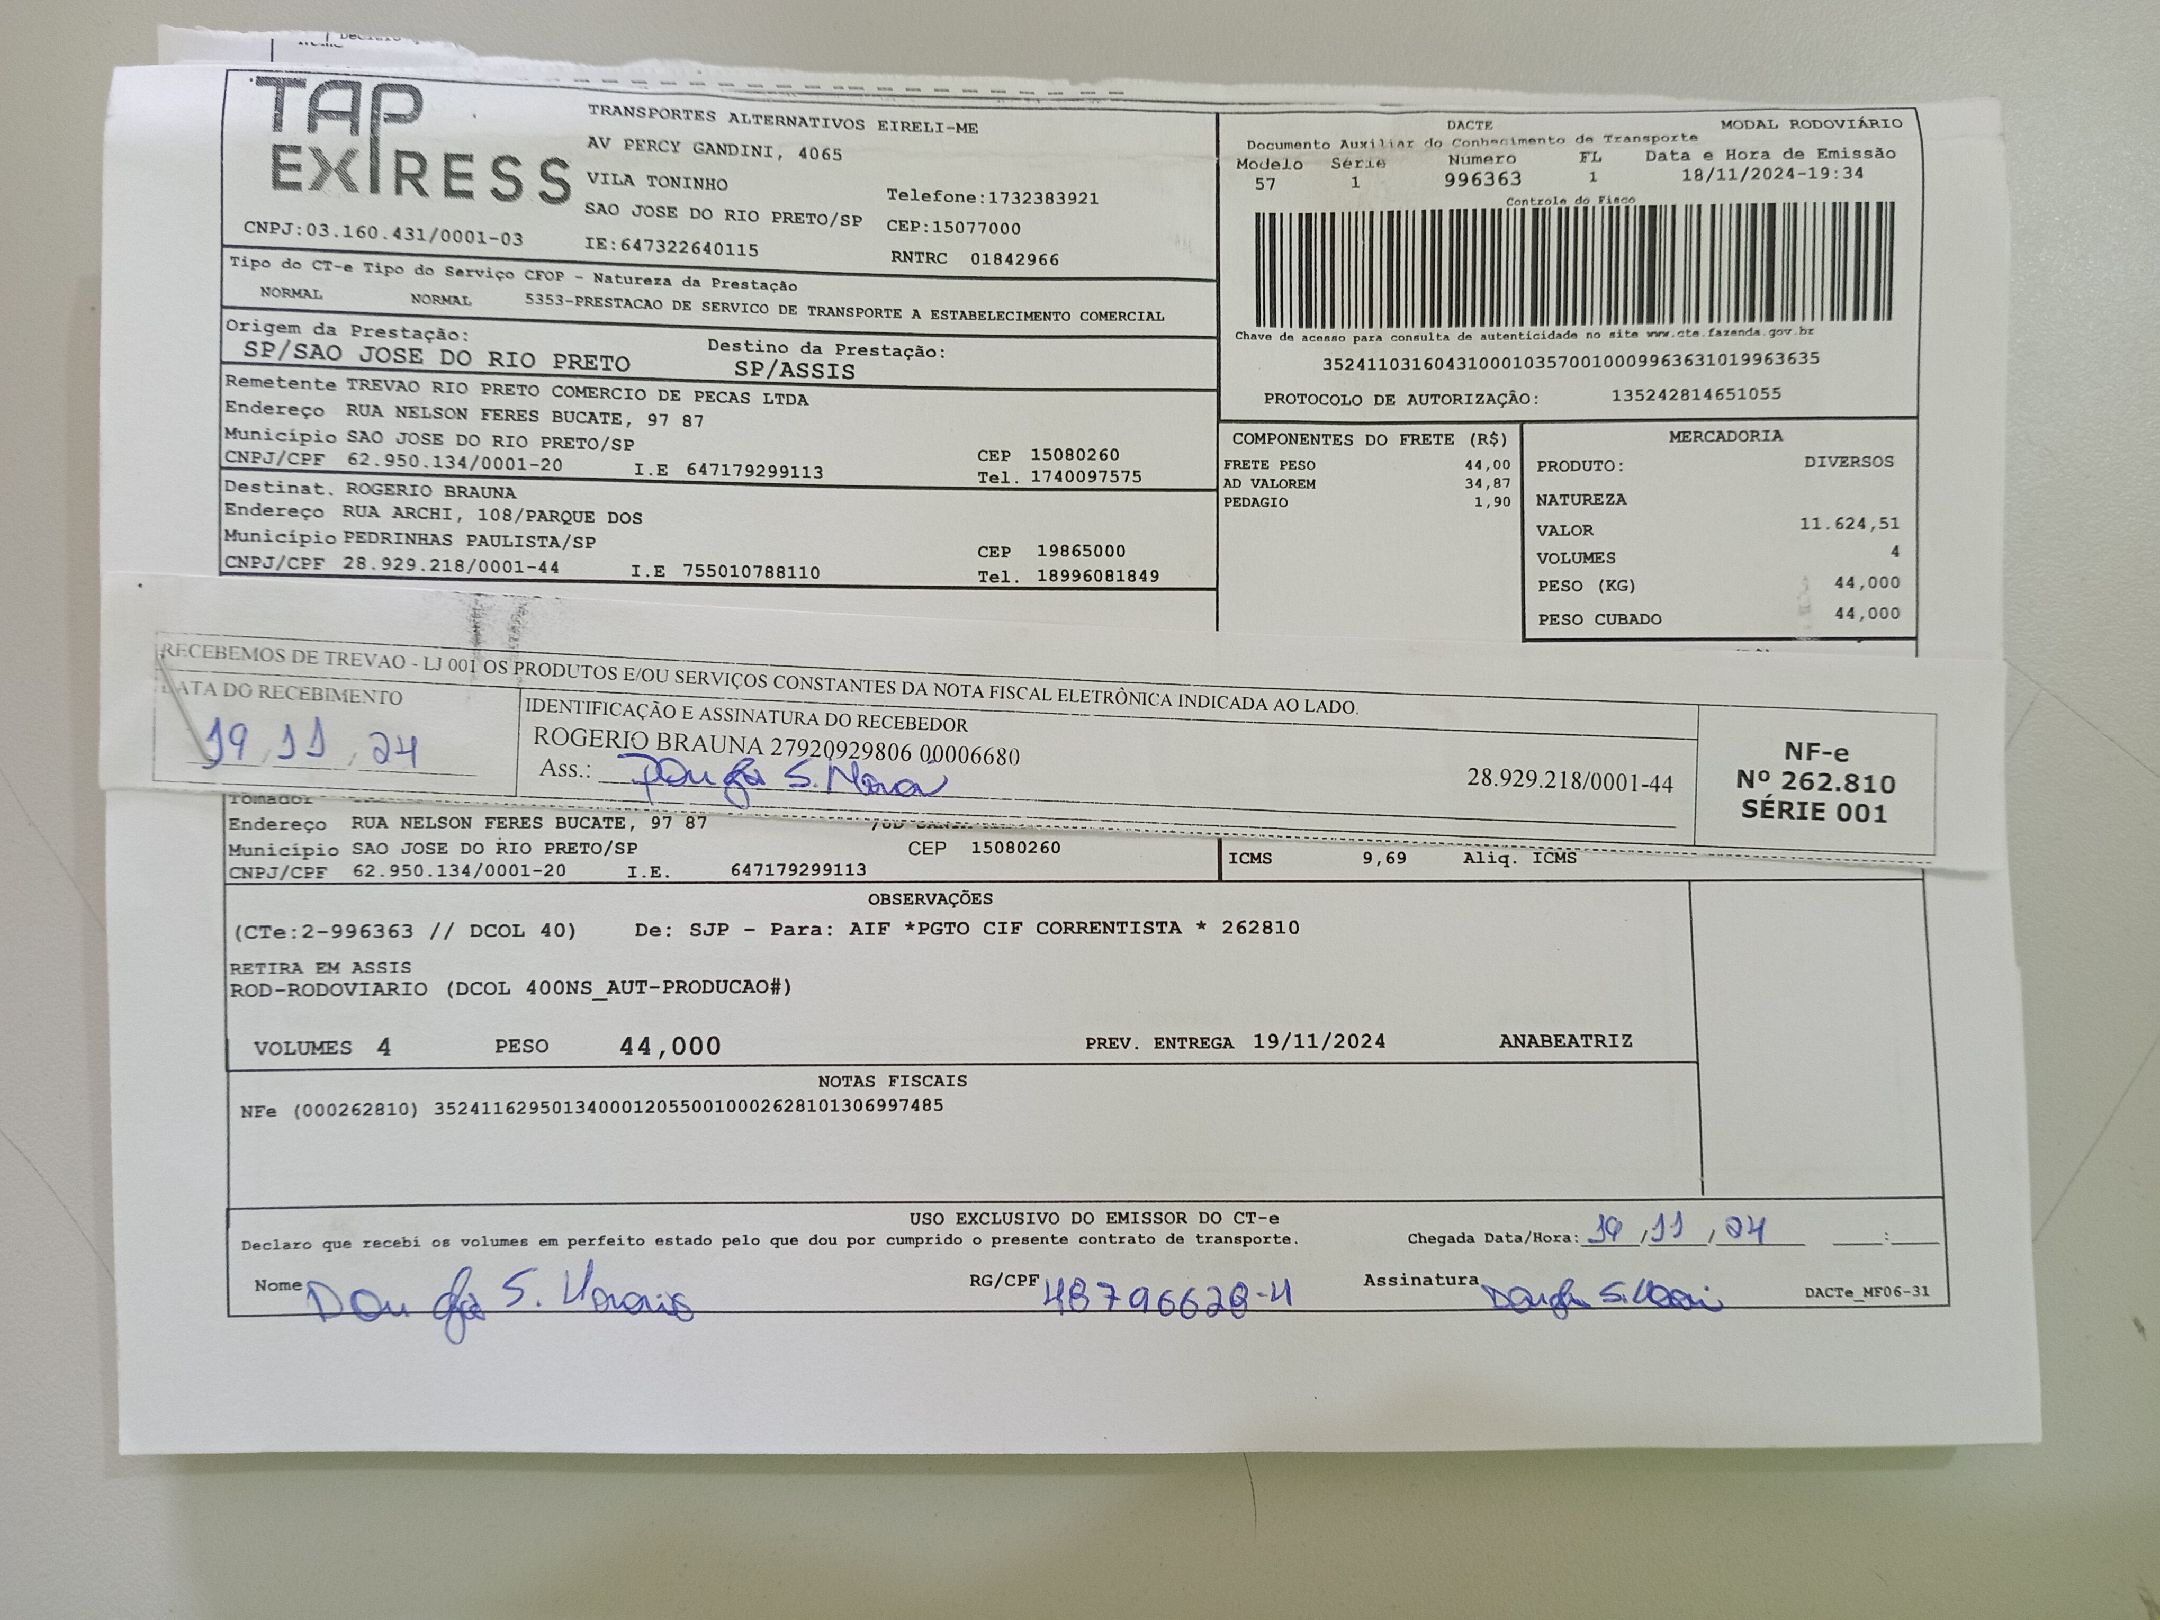 TAP EXPRESS
TRANSPORTES ALTERNATIVOS EIRELI-ME
AV PERCY GANDINI, 4065
VILA TONINHO
SAO JOSE DO RIO PRETO/SP
Telefone:1732383921
CEP:15077000
CNPJ:03.160.431/0001-03
IE:647322640115
RNTRC 01842966
DACTE MODAL RODOVIÁRIO
Documento Auxiliar do Conhecimento de Transporte
Modelo Série Numero FL Data e Hora de Emissão
57 1 996363 1 18/11/2024-19:34
Controle do Fisco
Chave de acesso para consulta de autenticidade no site www.cte.fazenda.gov.br
35241103160431000103570010009963631019963635
PROTOCOLO DE AUTORIZAÇÃO: 135242814651055
Tipo do CT-e Tipo do Serviço CFOP - Natureza da Prestação
NORMAL NORMAL 5353-PRESTACAO DE SERVICO DE TRANSPORTE A ESTABELECIMENTO COMERCIAL
Origem da Prestação: Destino da Prestação:
SP/SAO JOSE DO RIO PRETO SP/ASSIS
Remetente TREVAO RIO PRETO COMERCIO DE PECAS LTDA
Endereço RUA NELSON FERES BUCATE, 97 87
Município SAO JOSE DO RIO PRETO/SP CEP 15080260
CNPJ/CPF 62.950.134/0001-20 I.E 647179299113 Tel. 1740097575
Destinat. ROGERIO BRAUNA
Endereço RUA ARCHI, 108/PARQUE DOS
Município PEDRINHAS PAULISTA/SP CEP 19865000
CNPJ/CPF 28.929.218/0001-44 I.E 755010788110 Tel. 18996081849
COMPONENTES DO FRETE (R$)
FRETE PESO 44,00
AD VALOREM 34,87
PEDAGIO 1,90
MERCADORIA
PRODUTO: DIVERSOS
NATUREZA
VALOR 11.624,51
VOLUMES 4
PESO (KG) 44,000
PESO CUBADO 44,000
RECEBEMOS DE TREVAO - LJ 001 OS PRODUTOS E/OU SERVIÇOS CONSTANTES DA NOTA FISCAL ELETRÔNICA INDICADA AO LADO.
DATA DO RECEBIMENTO
19, 11, 24
IDENTIFICAÇÃO E ASSINATURA DO RECEBEDOR
ROGERIO BRAUNA 27920929806 00006680
Ass.: 28.929.218/0001-44
NF-e
Nº 262.810
SÉRIE 001
Tomador
Endereço RUA NELSON FERES BUCATE, 97 87
Município SAO JOSE DO RIO PRETO/SP CEP 15080260
CNPJ/CPF 62.950.134/0001-20 I.E. 647179299113
ICMS 9,69 Aliq. ICMS
OBSERVAÇÕES
(CTe:2-996363 // DCOL 40) De: SJP - Para: AIF *PGTO CIF CORRENTISTA * 262810
RETIRA EM ASSIS
ROD-RODOVIARIO (DCOL 400NS_AUT-PRODUCAO#)
VOLUMES 4 PESO 44,000 PREV. ENTREGA 19/11/2024 ANABEATRIZ
NOTAS FISCAIS
NFe (000262810) 35241162950134000120550010002628101306997485
USO EXCLUSIVO DO EMISSOR DO CT-e
Declaro que recebi os volumes em perfeito estado pelo que dou por cumprido o presente contrato de transporte.
Chegada Data/Hora: 19, 11, 24 :
Nome RG/CPF 48796628-4 Assinatura
DACTe_MF06-31